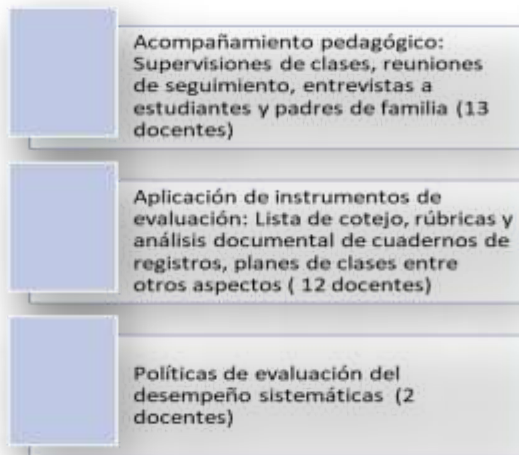 Acompañamiento pedagógico:
Supervisiones de clases, reuniones
de seguimiento, entrevistas a
estudiantes y padres de familia (13
docentes)
Aplicación de instrumentos de
evaluación: Lista de cotejo, rúbricas y
análisis documental de cuadernos de
registros, planes de clases entre
otros aspectos ( 12 docentes)
Políticas de evaluación del
desempeño sistemáticas (2
docentes)